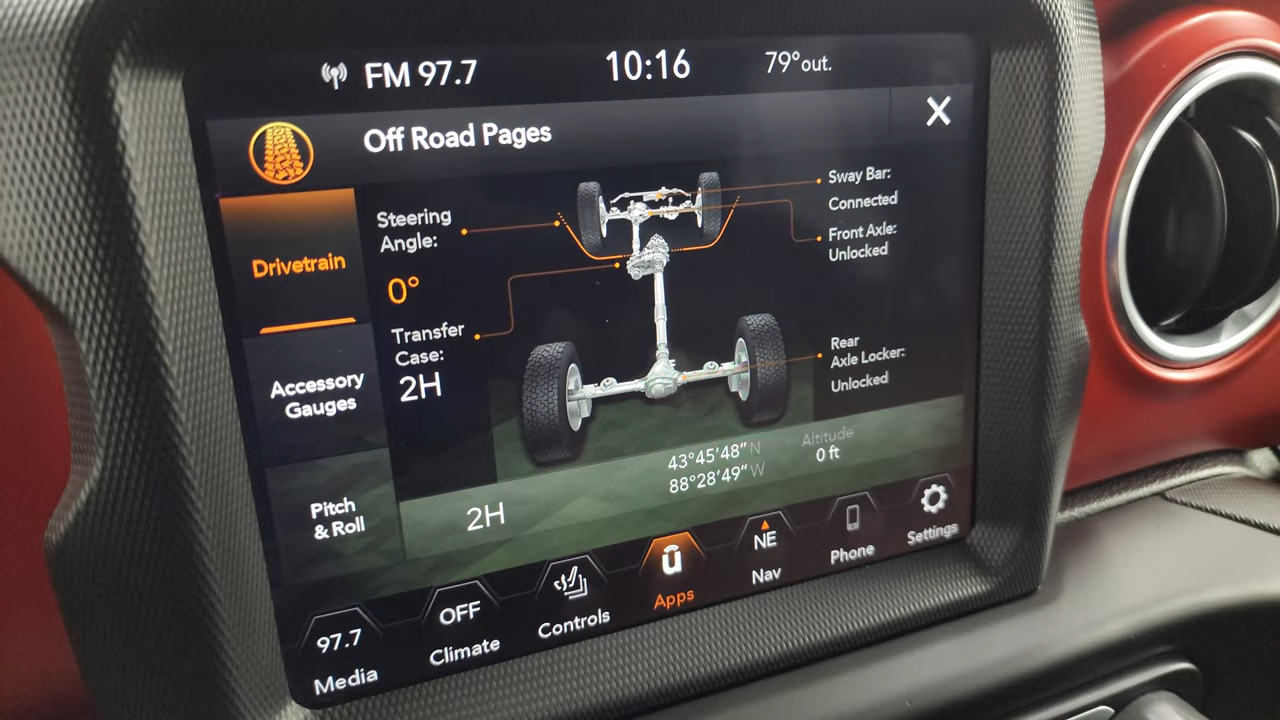 FM 97.7
10:16
79°out.
Off Road Pages
X
Drivetrain
Accessory
Gauges
Pitch
& Roll
Steering
Angle:
0°
Transfer
Case:
2H
Sway Bar:
Connected
Front Axle:
Unlocked
Rear
Axle Locker:
Unlocked
43°45'48" N
88°28'49" W
Altitude
0 ft
2H
97.7
Media
OFF
Climate
Controls
Apps
NE
Nav
Phone
Settings